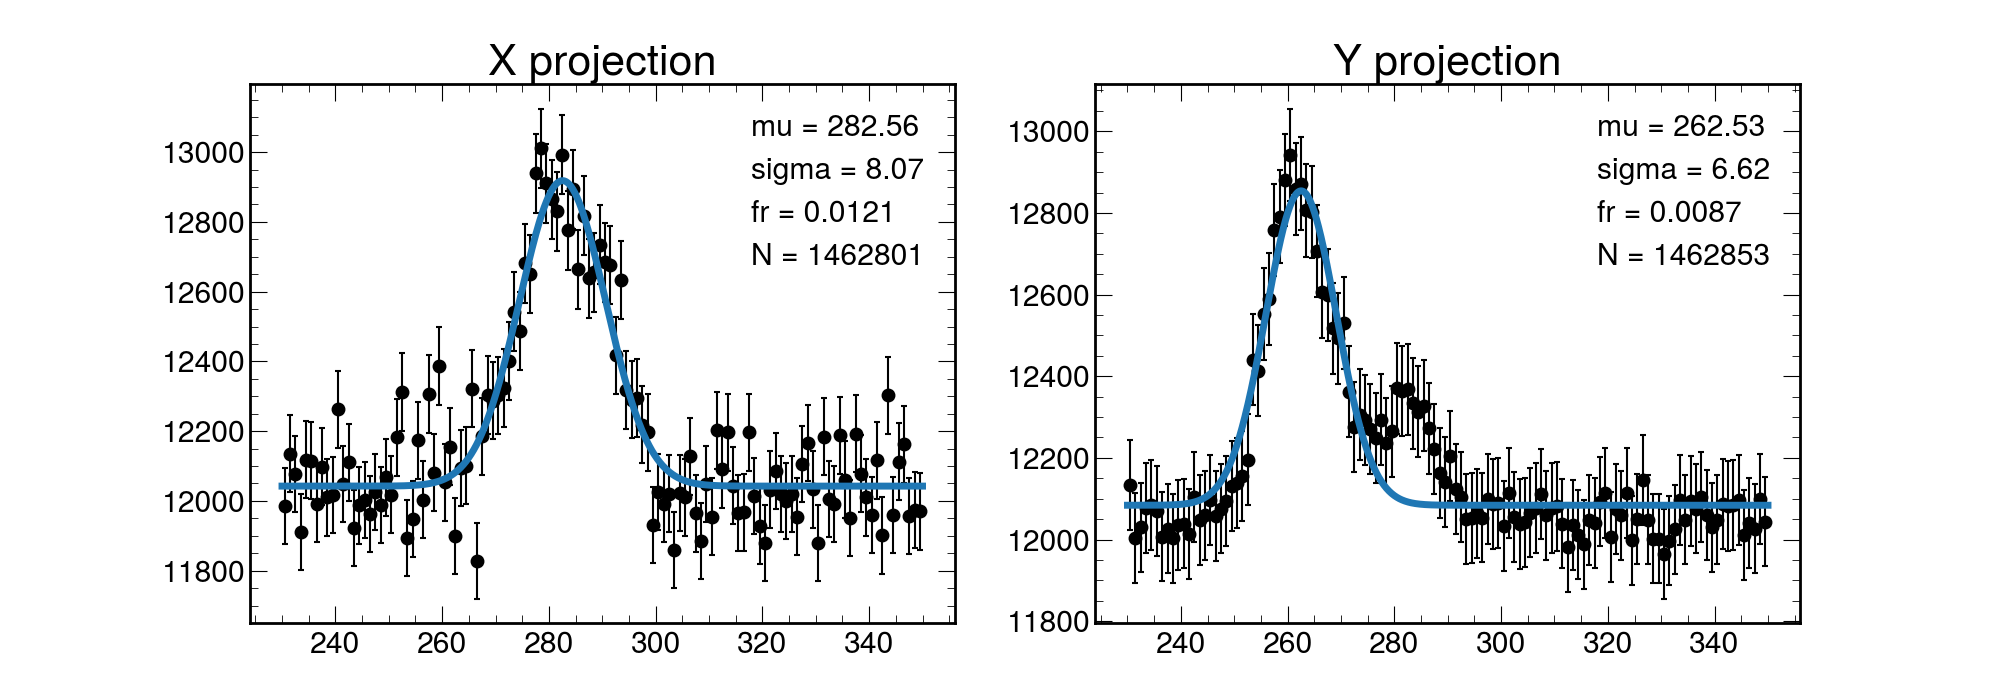 X projection
mu = 282.56
sigma = 8.07
fr = 0.0121
N = 1462801
13000
12800
12600
12400
12200
12000
11800
240 260 280 300 320 340
Y projection
mu = 262.53
sigma = 6.62
fr = 0.0087
N = 1462853
13000
12800
12600
12400
12200
12000
11800
240 260 280 300 320 340